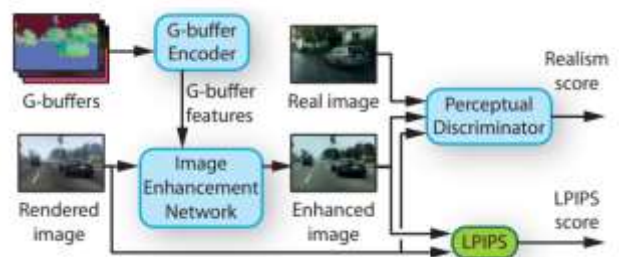 G-buffer
Encoder
G-buffers
G-buffer
features
Real image
Perceptual
Discriminator
Realism
score
Rendered
image
Image
Enhancement
Network
Enhanced
image
LPIPS
LPIPS
score